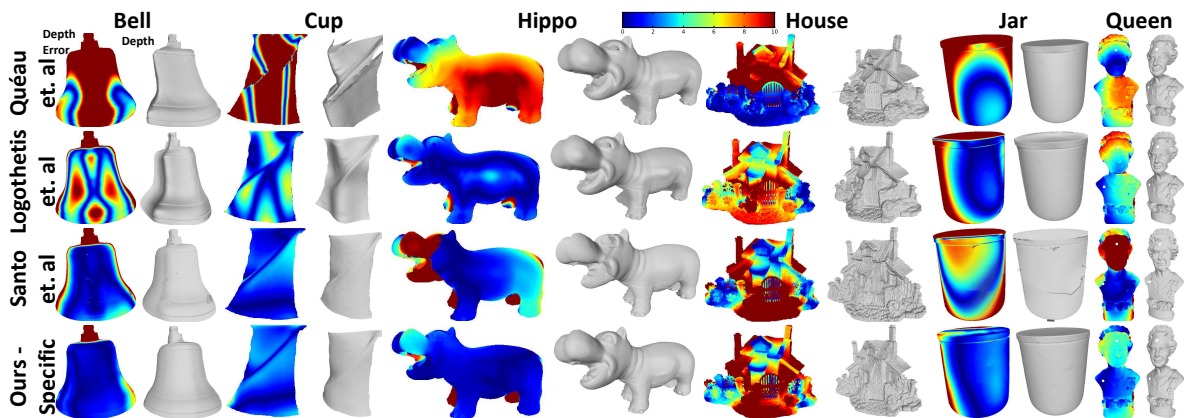 Bell Cup Hippo House Jar Queen
0 2 4 6 8 10
Depth
Error
Depth
Quéau
et. al
Logothetis
et. al
Santo
et. al
Ours -
Specific